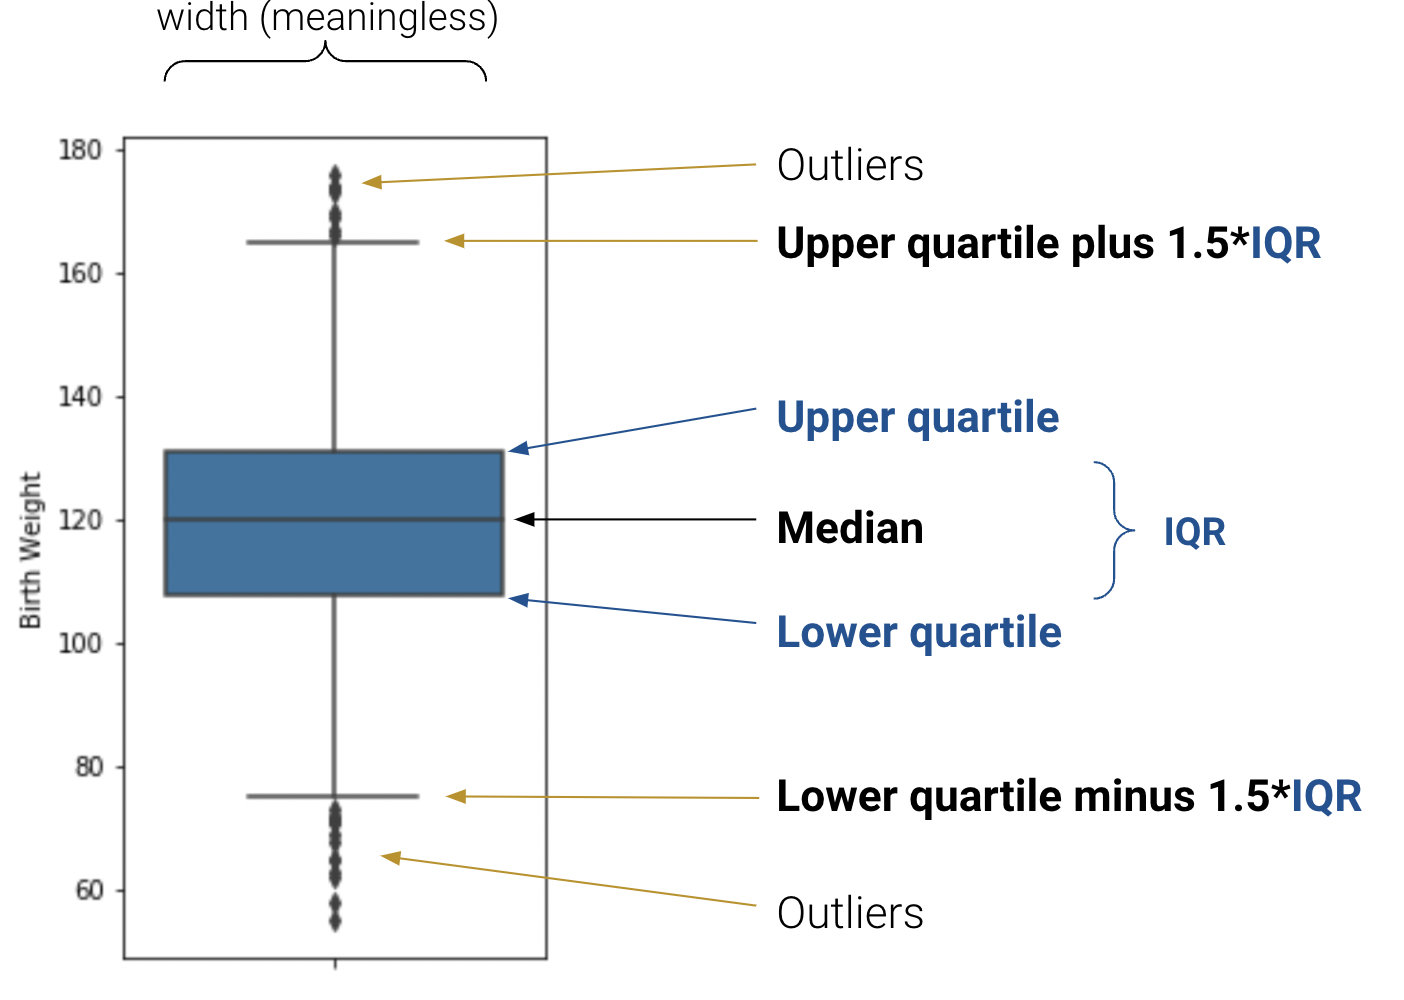 width (meaningless)
180
Outliers
Upper quartile plus 1.5*IQR
160
140
Upper quartile
Birth Weight
120
Median
IQR
100
Lower quartile
80
Lower quartile minus 1.5*IQR
60
Outliers